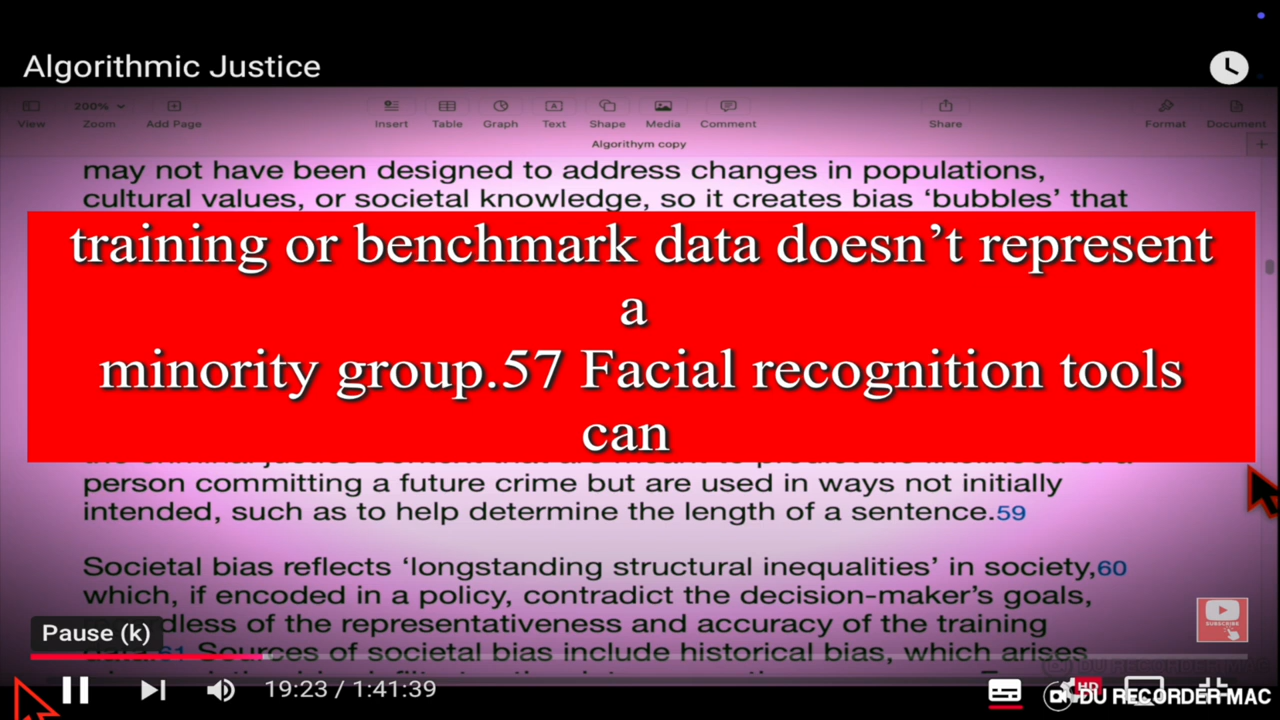 Algorithmic Justice
200%
View Zoom Add Page Insert Table Graph Text Shape Media Comment Share Format Document
Algorithym copy
may not have been designed to address changes in populations,
cultural values, or societal knowledge, so it creates bias ‘bubbles’ that
training or benchmark data doesn’t represent
a
minority group.57 Facial recognition tools
can
person committing a future crime but are used in ways not initially
intended, such as to help determine the length of a sentence.59
Societal bias reflects ‘longstanding structural inequalities’ in society,60
which, if encoded in a policy, contradict the decision-maker’s goals,
of the representativeness and accuracy of the training
61 Sources of societal bias include historical bias, which arises
Pause (k)
SUBSCRIBE
19:23 / 1:41:39
HD
DU RECORDER MAC